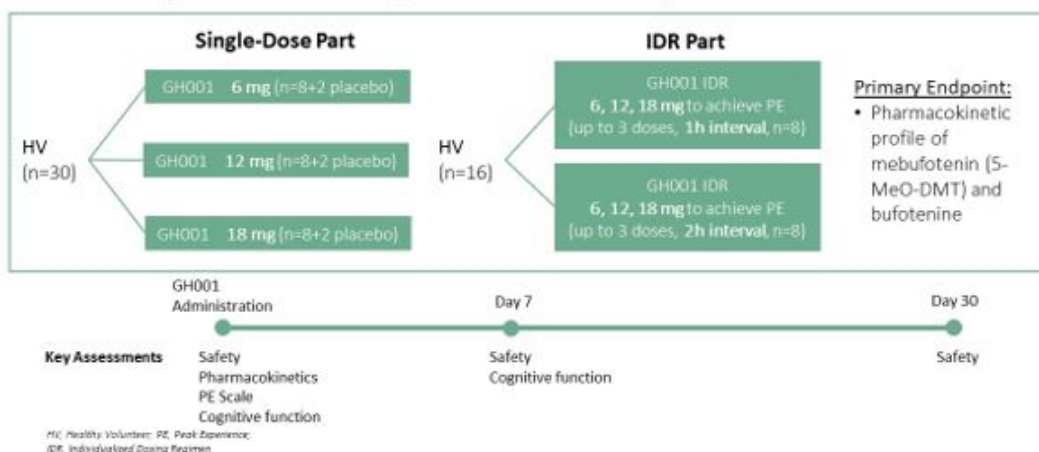 Single-Dose Part
HV
(n=30)
GH001 6 mg (n=8+2 placebo)
GH001 12 mg (n=8+2 placebo)
GH001 18 mg (n=8+2 placebo)
IDR Part
HV
(n=16)
GH001 IDR
6, 12, 18 mg to achieve PE
(up to 3 doses, 1h interval, n=8)
GH001 IDR
6, 12, 18 mg to achieve PE
(up to 3 doses, 2h interval, n=8)
Primary Endpoint:
• Pharmacokinetic
profile of
mebufotenin (5-
MeO-DMT) and
bufotenine
GH001
Administration
Day 7
Day 30
Key Assessments
Safety
Pharmacokinetics
PE Scale
Cognitive function
Safety
Cognitive function
Safety
HV, Healthy Volunteer; PE, Peak Experience;
IDR, Individualized Dosing Regimen